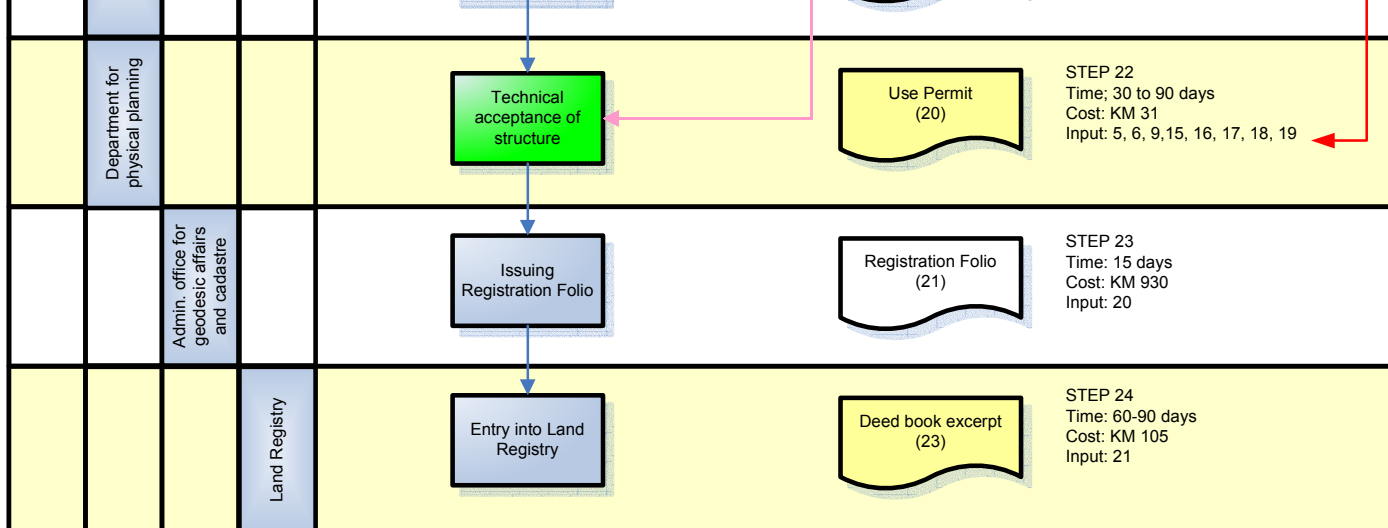 Department for
physical planning
Technical
acceptance of
structure
Use Permit
(20)
STEP 22
Time; 30 to 90 days
Cost: KM 31
Input: 5, 6, 9,15, 16, 17, 18, 19
Admin. office for
geodesic affairs
and cadastre
Issuing
Registration Folio
Registration Folio
(21)
STEP 23
Time: 15 days
Cost: KM 930
Input: 20
Land Registry
Entry into Land
Registry
Deed book excerpt
(23)
STEP 24
Time: 60-90 days
Cost: KM 105
Input: 21